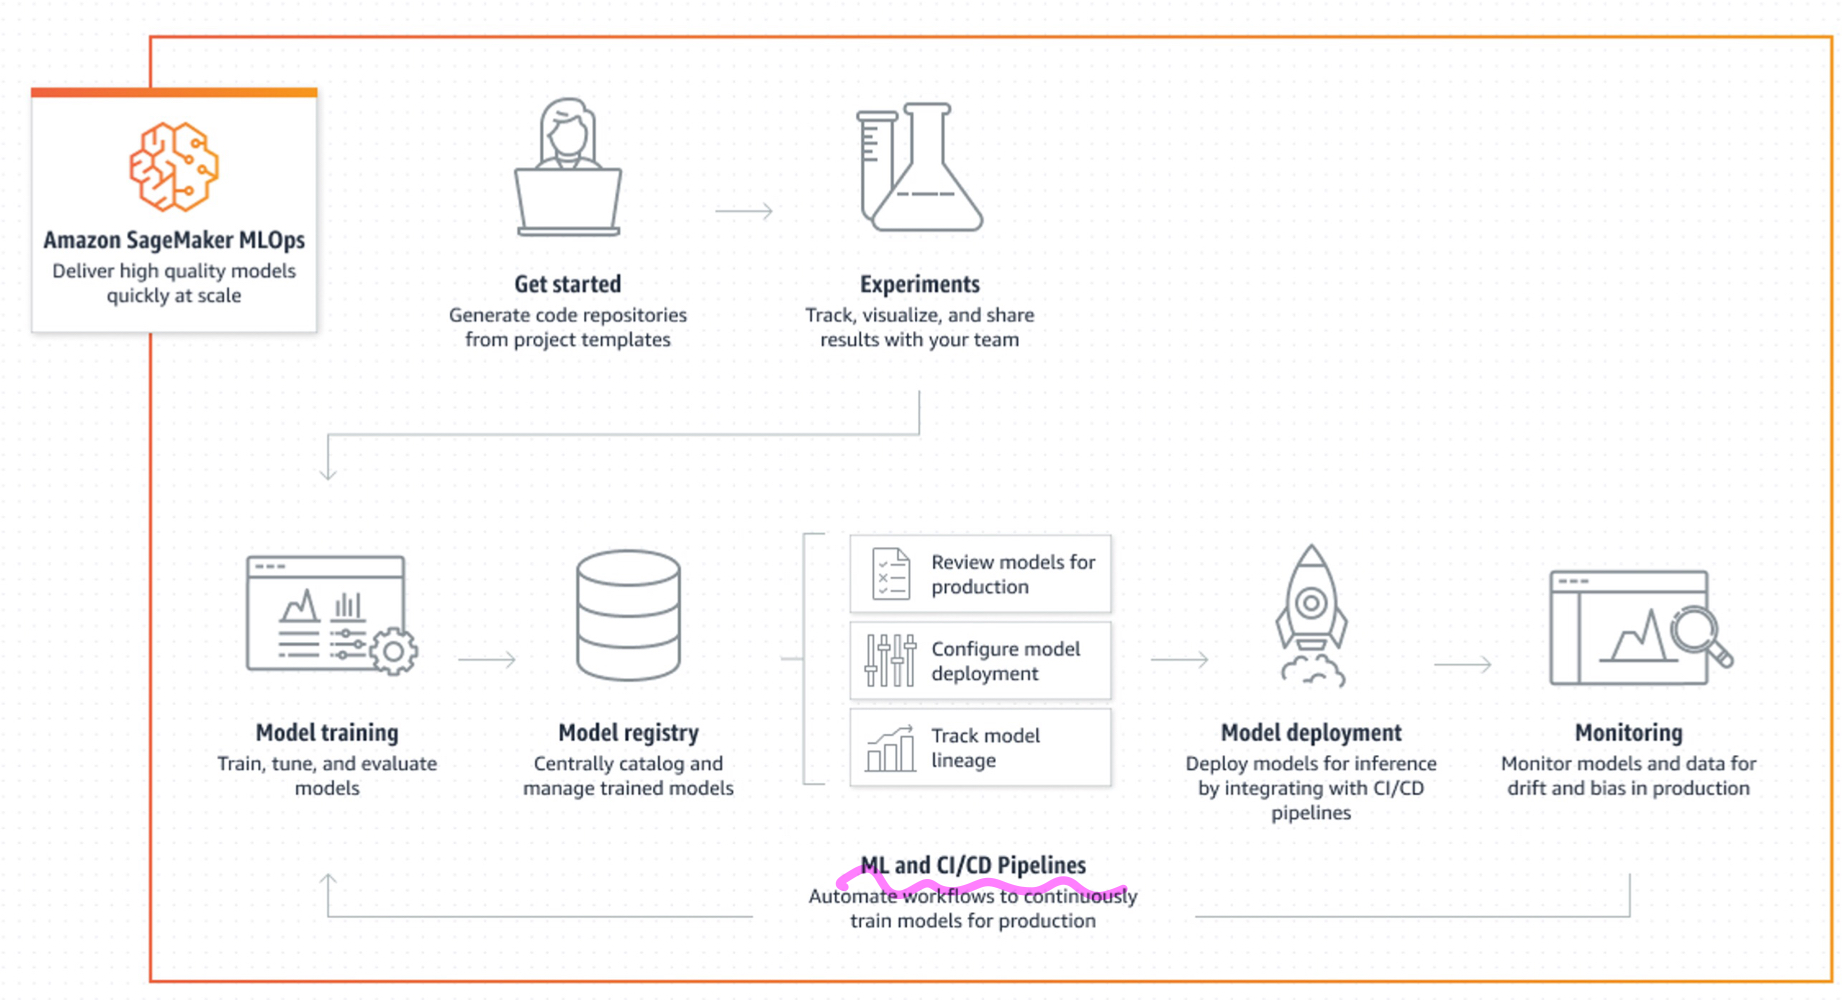 Amazon SageMaker MLOps
Deliver high quality models
quickly at scale
Get started
Generate code repositories
from project templates
Experiments
Track, visualize, and share
results with your team
Model training
Train, tune, and evaluate
models
Model registry
Centrally catalog and
manage trained models
Review models for
production
Configure model
deployment
Track model
lineage
Model deployment
Deploy models for inference
by integrating with CI/CD
pipelines
Monitoring
Monitor models and data for
drift and bias in production
ML and CI/CD Pipelines
Automate workflows to continuously
train models for production